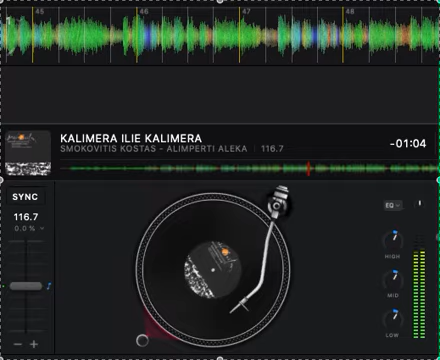 1
45
46
47
48
KALIMERA ILIE KALIMERA
SMOKOVITIS KOSTAS - ALIMPERTI ALEKA 116.7
-01:04
SYNC
116.7
0.0 %
EQ
HIGH
MID
LOW